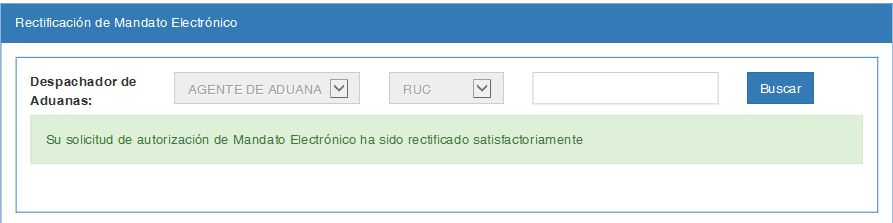 Rectificación de Mandato Electrónico
Despachador de
Aduanas:
AGENTE DE ADUANA
RUC
Buscar
Su solicitud de autorización de Mandato Electrónico ha sido rectificado satisfactoriamente